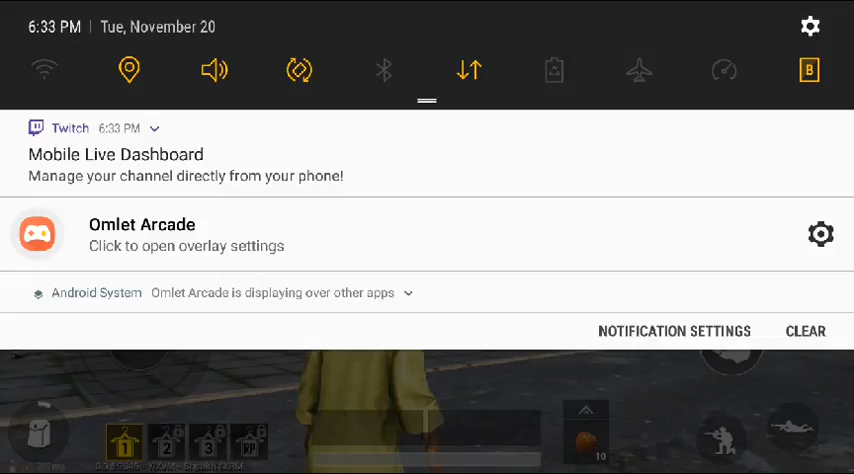 6:33 PM | Tue, November 20
B
Twitch 6:33 PM
Mobile Live Dashboard
Manage your channel directly from your phone!
Omlet Arcade
Click to open overlay settings
Android System Omlet Arcade is displaying over other apps
NOTIFICATION SETTINGS CLEAR
1 2 3 RP
10